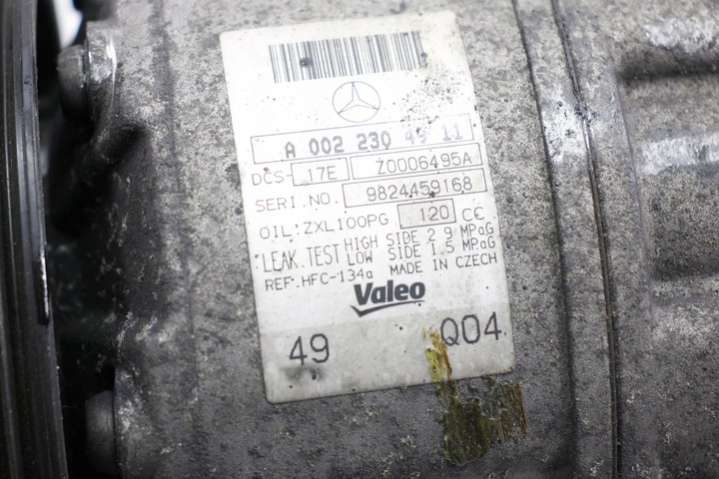 A 002 230 49 11
DCS- 17E Z0006495A
SERI.NO. 9824459168
OIL:ZXL100PG 120 CC
LEAK.TEST HIGH SIDE 2.9 MPaG
LOW SIDE 1.5 MPaG
REF.HFC-134a MADE IN CZECH
Valeo
49 Q04